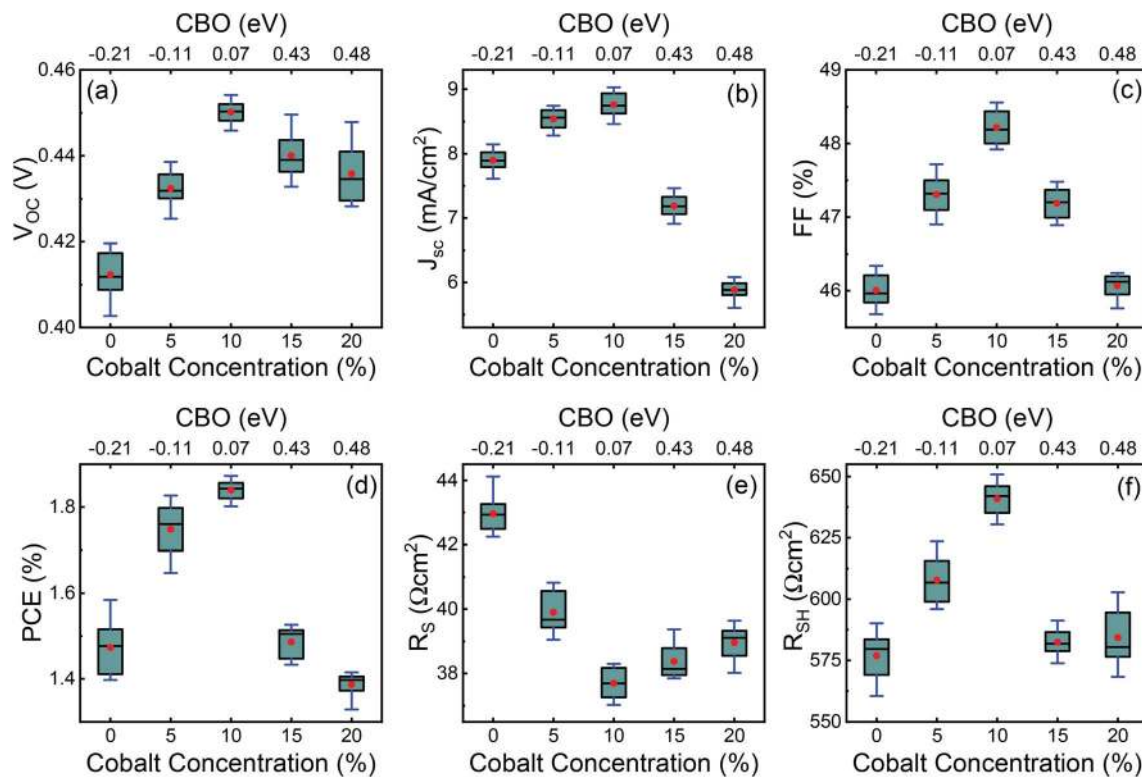 CBO (eV)
-0.21 -0.11 0.07 0.43 0.48
(a)
V_OC (V)
0.46
0.44
0.42
0.40
0 5 10 15 20
Cobalt Concentration (%)
CBO (eV)
-0.21 -0.11 0.07 0.43 0.48
(b)
J_sc (mA/cm²)
9
8
7
6
0 5 10 15 20
Cobalt Concentration (%)
CBO (eV)
-0.21 -0.11 0.07 0.43 0.48
(c)
FF (%)
49
48
47
46
0 5 10 15 20
Cobalt Concentration (%)
CBO (eV)
-0.21 -0.11 0.07 0.43 0.48
(d)
PCE (%)
1.8
1.6
1.4
0 5 10 15 20
Cobalt Concentration (%)
CBO (eV)
-0.21 -0.11 0.07 0.43 0.48
(e)
R_S (Ωcm²)
44
42
40
38
0 5 10 15 20
Cobalt Concentration (%)
CBO (eV)
-0.21 -0.11 0.07 0.43 0.48
(f)
R_SH (Ωcm²)
650
625
600
575
550
0 5 10 15 20
Cobalt Concentration (%)